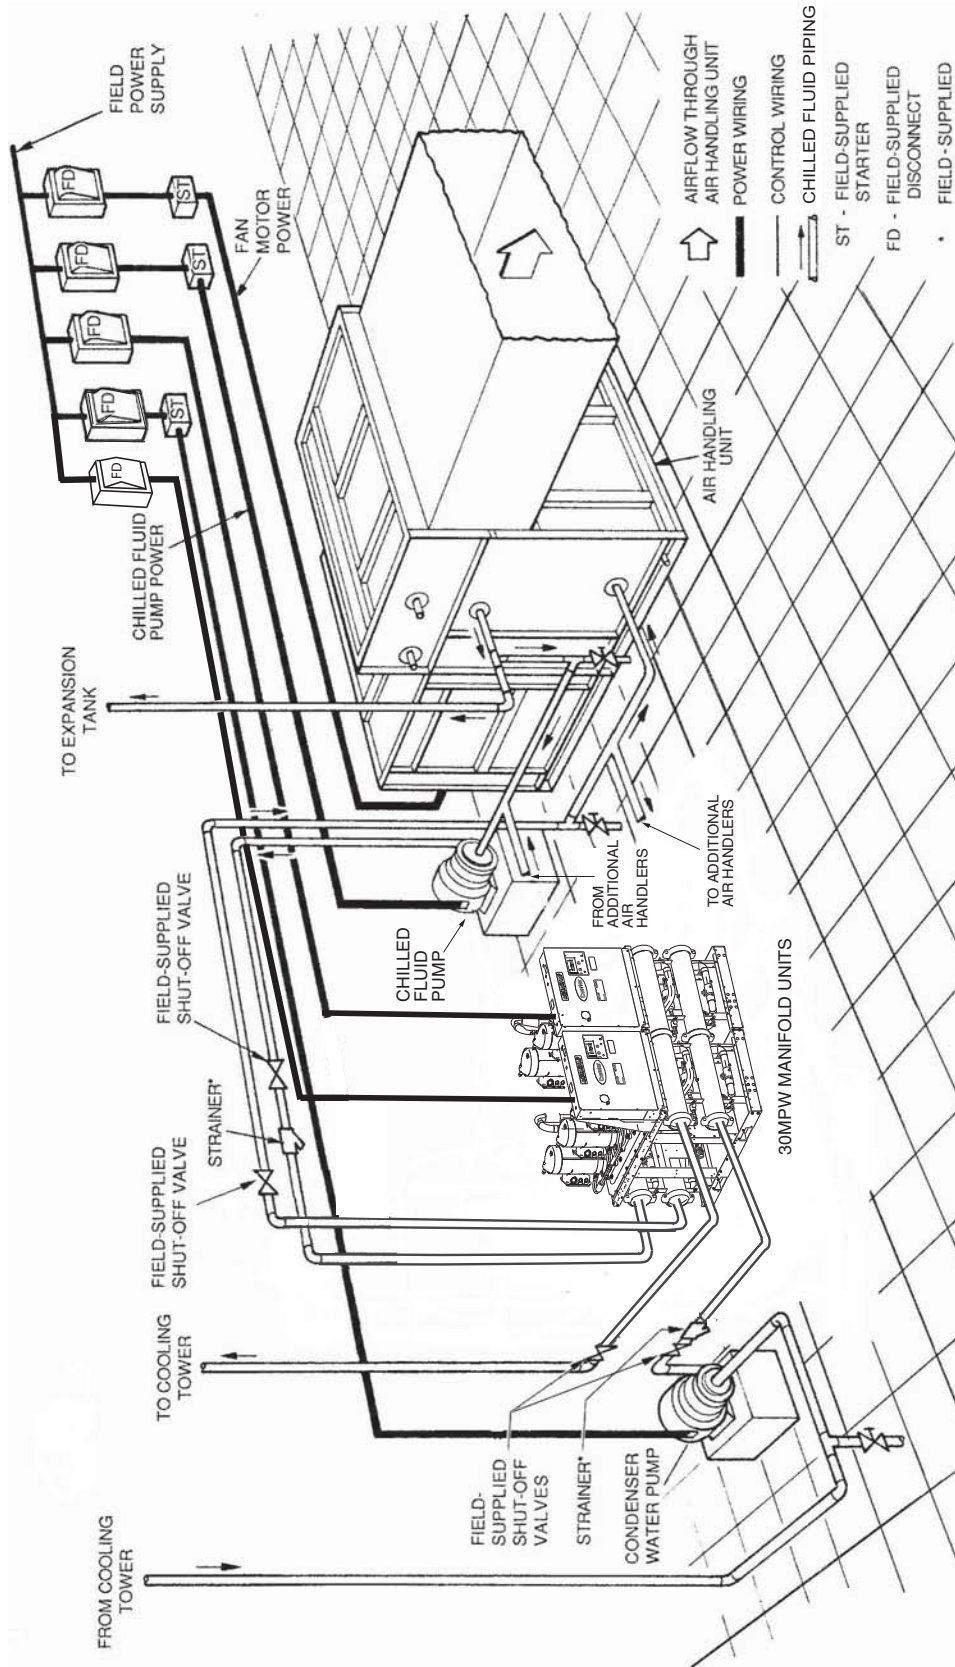 FROM COOLING
TOWER
TO COOLING
TOWER
FIELD-SUPPLIED
SHUT-OFF VALVE
STRAINER*
FIELD-SUPPLIED
SHUT-OFF VALVE
TO EXPANSION
TANK
CHILLED FLUID
PUMP POWER
FAN
MOTOR
POWER
FIELD
POWER
SUPPLY
FD
FD
ST
FD
FD
ST
FD
ST
CHILLED
FLUID
PUMP
FIELD-
SUPPLIED
SHUT-OFF
VALVES
STRAINER*
CONDENSER
WATER PUMP
30MPW MANIFOLD UNITS
FROM
ADDITIONAL
AIR
HANDLERS
TO ADDITIONAL
AIR HANDLERS
AIR HANDLING
UNIT
AIRFLOW THROUGH
AIR HANDLING UNIT
POWER WIRING
CONTROL WIRING
CHILLED FLUID PIPING
ST - FIELD-SUPPLIED
STARTER
FD - FIELD-SUPPLIED
DISCONNECT
* FIELD-SUPPLIED